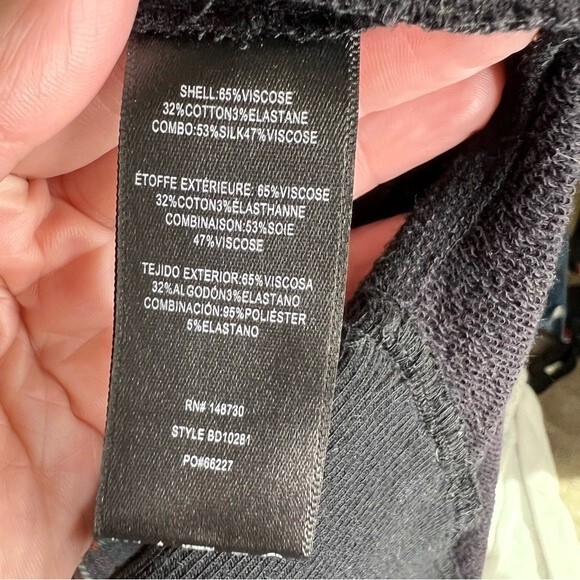 SHELL:65%VISCOSE
32%COTTON3%ELASTANE
COMBO:53%SILK47%VISCOSE
ÉTOFFE EXTÉRIEURE: 65%VISCOSE
32%COTON3%ÉLASTHANNE
COMBINAISON:53%SOIE
47%VISCOSE
TEJIDO EXTERIOR:65%VISCOSA
32%ALGODÓN3%ELASTANO
COMBINACIÓN:95%POLIÉSTER
5%ELASTANO
RN# 148730
STYLE BD10281
PO#66227